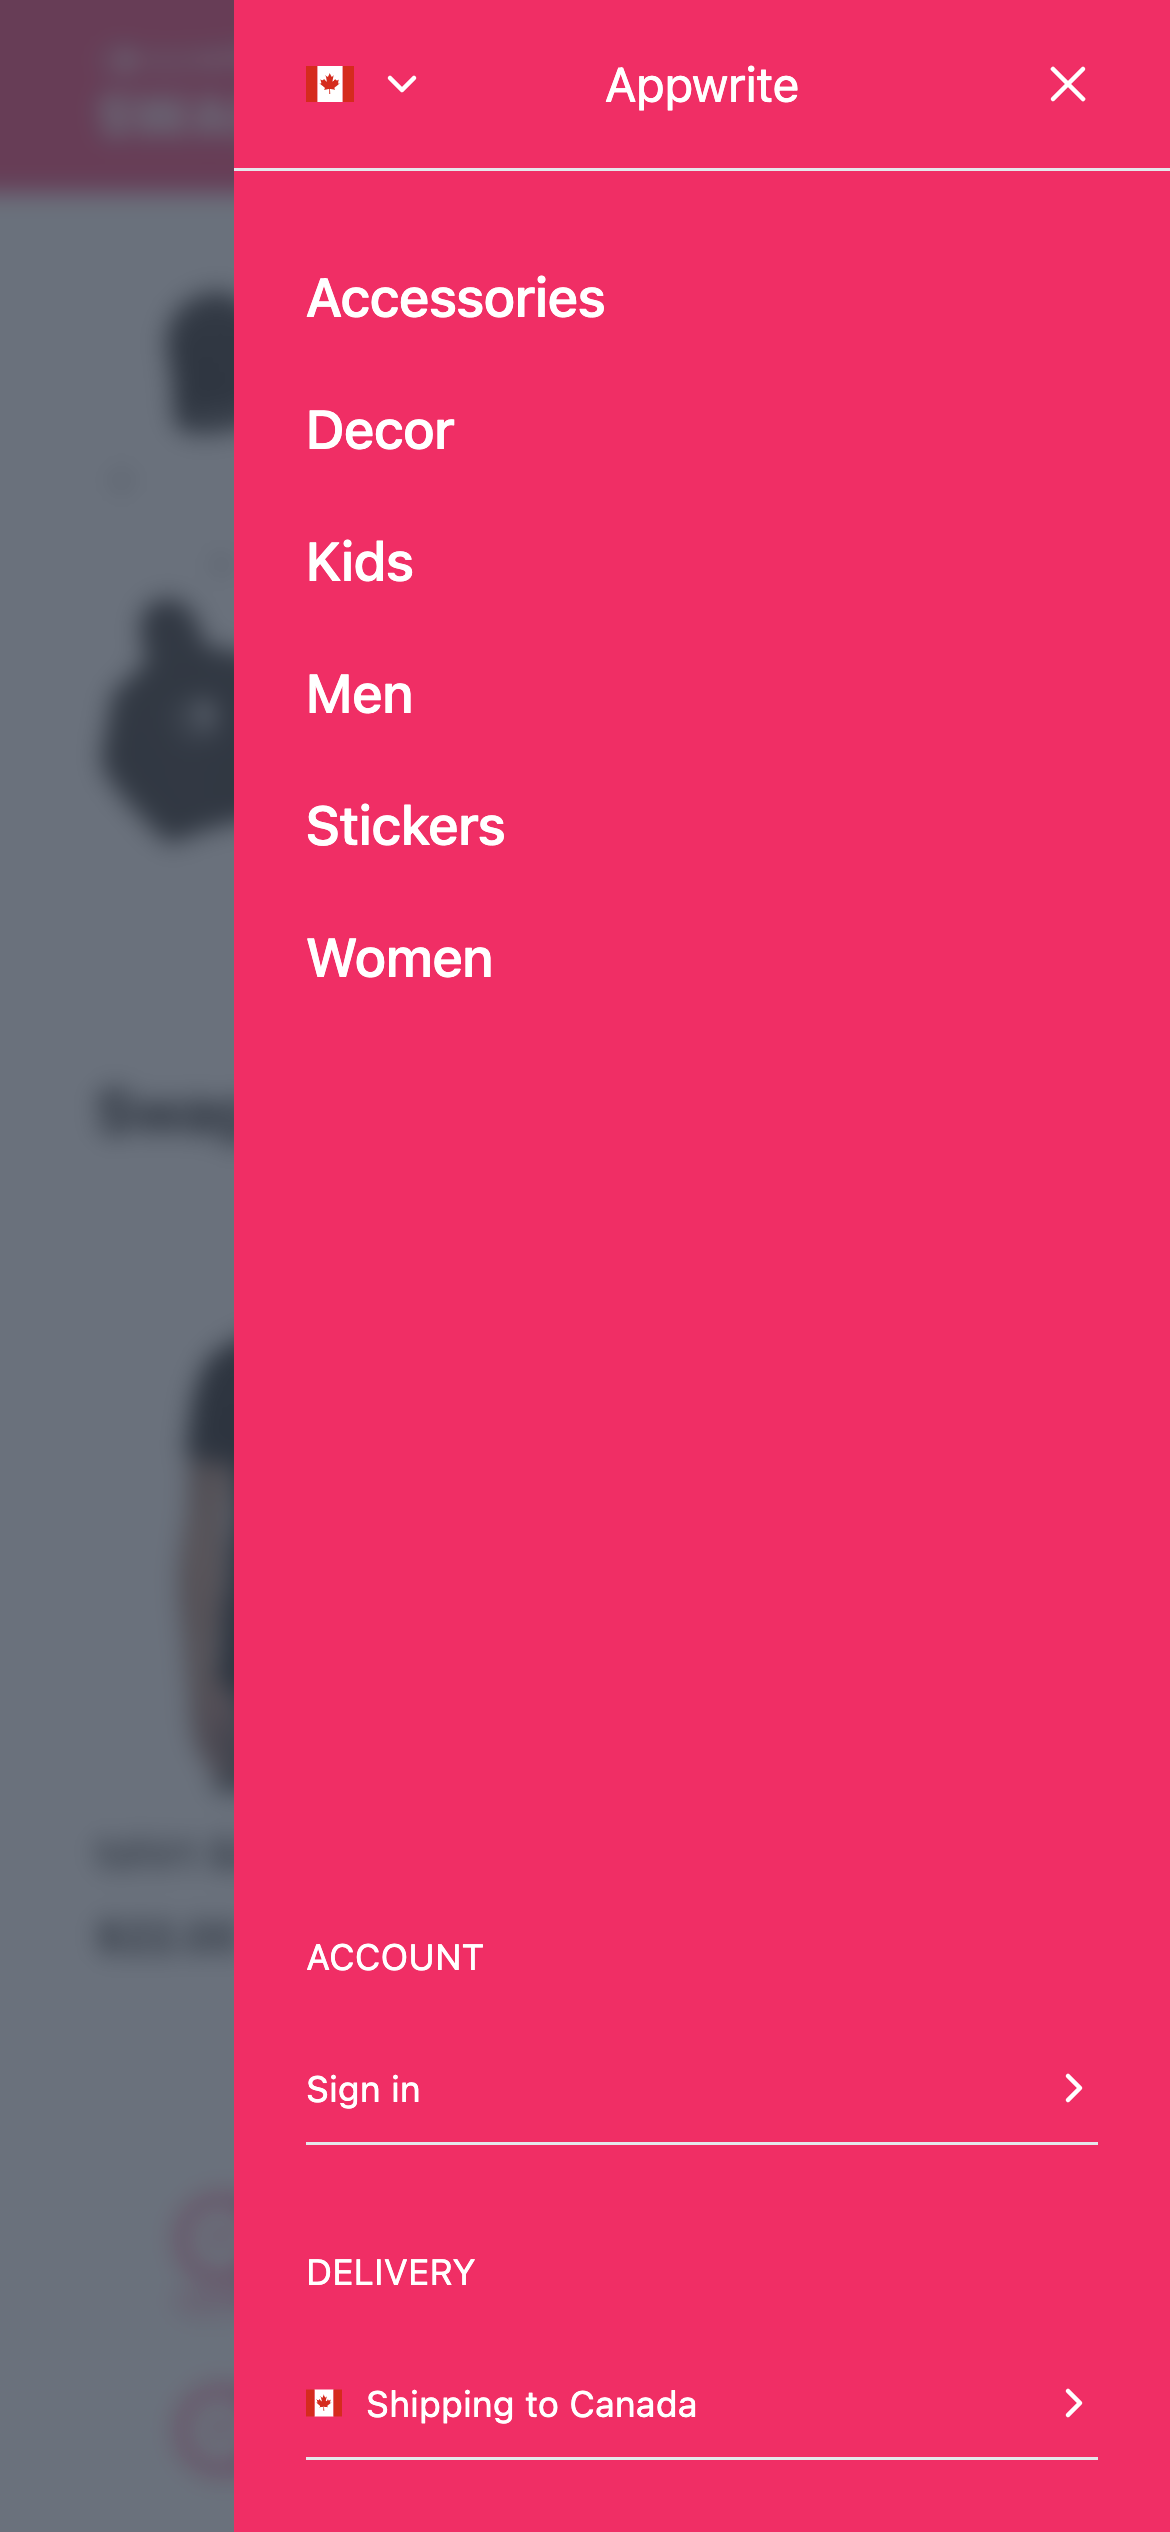 Appwrite
Accessories
Decor
Kids
Men
Stickers
Women
ACCOUNT
Sign in
DELIVERY
Shipping to Canada